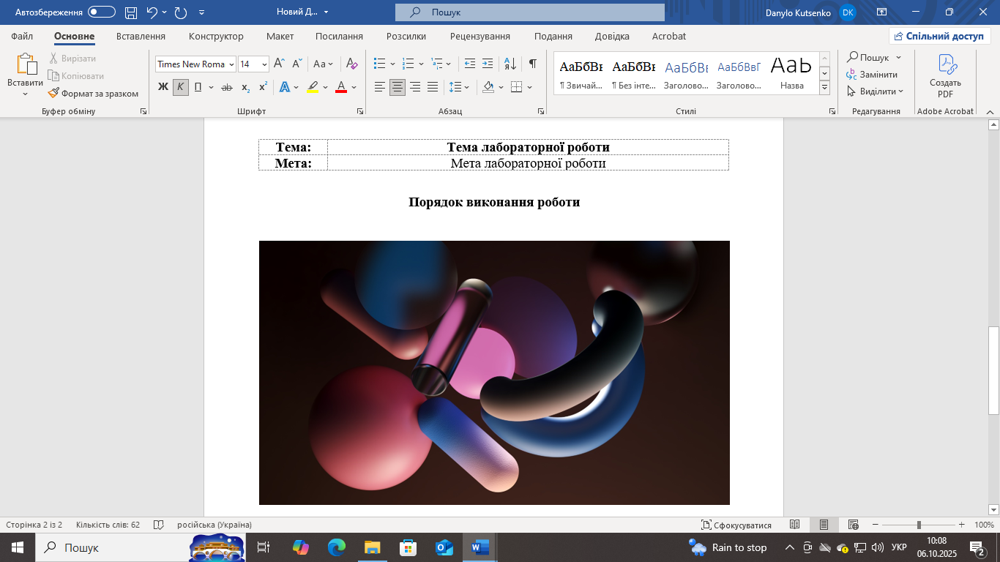 Автозбереження
Новий Д...
Пошук
Danylo Kutsenko
DK
Файл Основне Вставлення Конструктор Макет Посилання Розсилки Рецензування Подання Довідка Acrobat
Спільний доступ
Вставити
Вирізати
Копіювати
Формат за зразком
Буфер обміну
Times New Roma 14
Ж К П ab x₂ x²
Шрифт
Абзац
АаБбВв АаБбВв АаБбВв АаБбВвГ АаЬ
¶ Звичай... ¶ Без інте... Заголово... Заголово... Назва
Стилі
Пошук
Замінити
Виділити
Редагування
Создать
PDF
Adobe Acrobat
Тема: Тема лабораторної роботи
Мета: Мета лабораторної роботи
Порядок виконання роботи
Сторінка 2 із 2 Кількість слів: 62 російська (Україна) Сфокусуватися 100%
Пошук
Rain to stop
УКР
10:08
06.10.2025
2